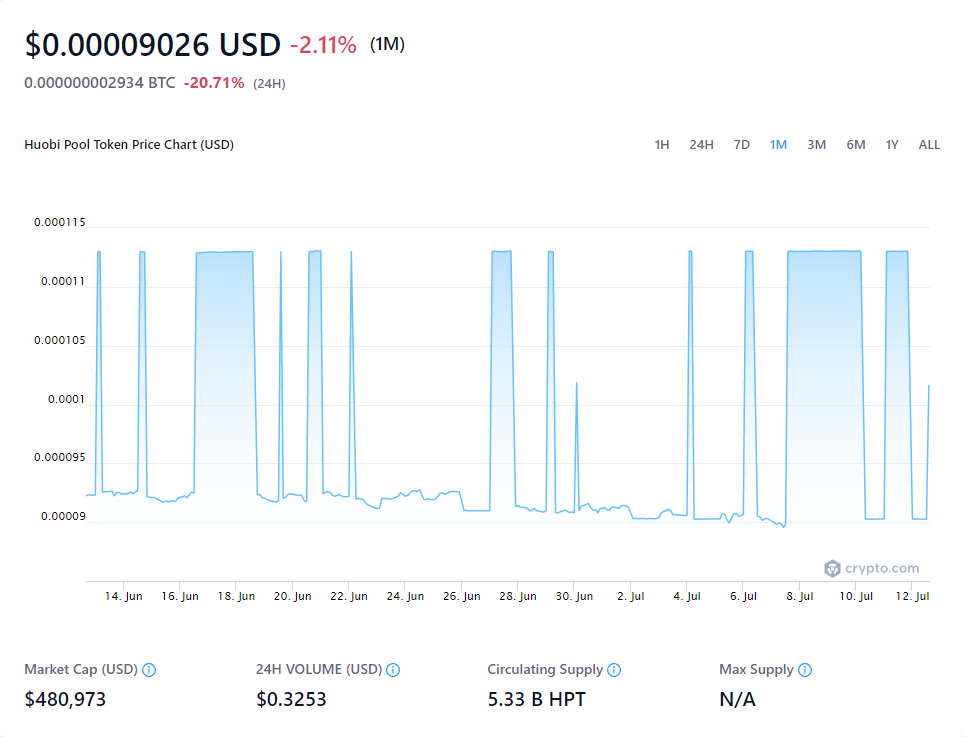 $0.00009026 USD -2.11% (1M)
0.000000002934 BTC -20.71% (24H)
Huobi Pool Token Price Chart (USD) 1H 24H 7D 1M 3M 6M 1Y ALL
0.000115
0.00011
0.000105
0.0001
0.000095
0.00009
crypto.com
14. Jun 16. Jun 18. Jun 20. Jun 22. Jun 24. Jun 26. Jun 28. Jun 30. Jun 2. Jul 4. Jul 6. Jul 8. Jul 10. Jul 12. Jul
Market Cap (USD) 24H VOLUME (USD) Circulating Supply Max Supply
$480,973 $0.3253 5.33 B HPT N/A